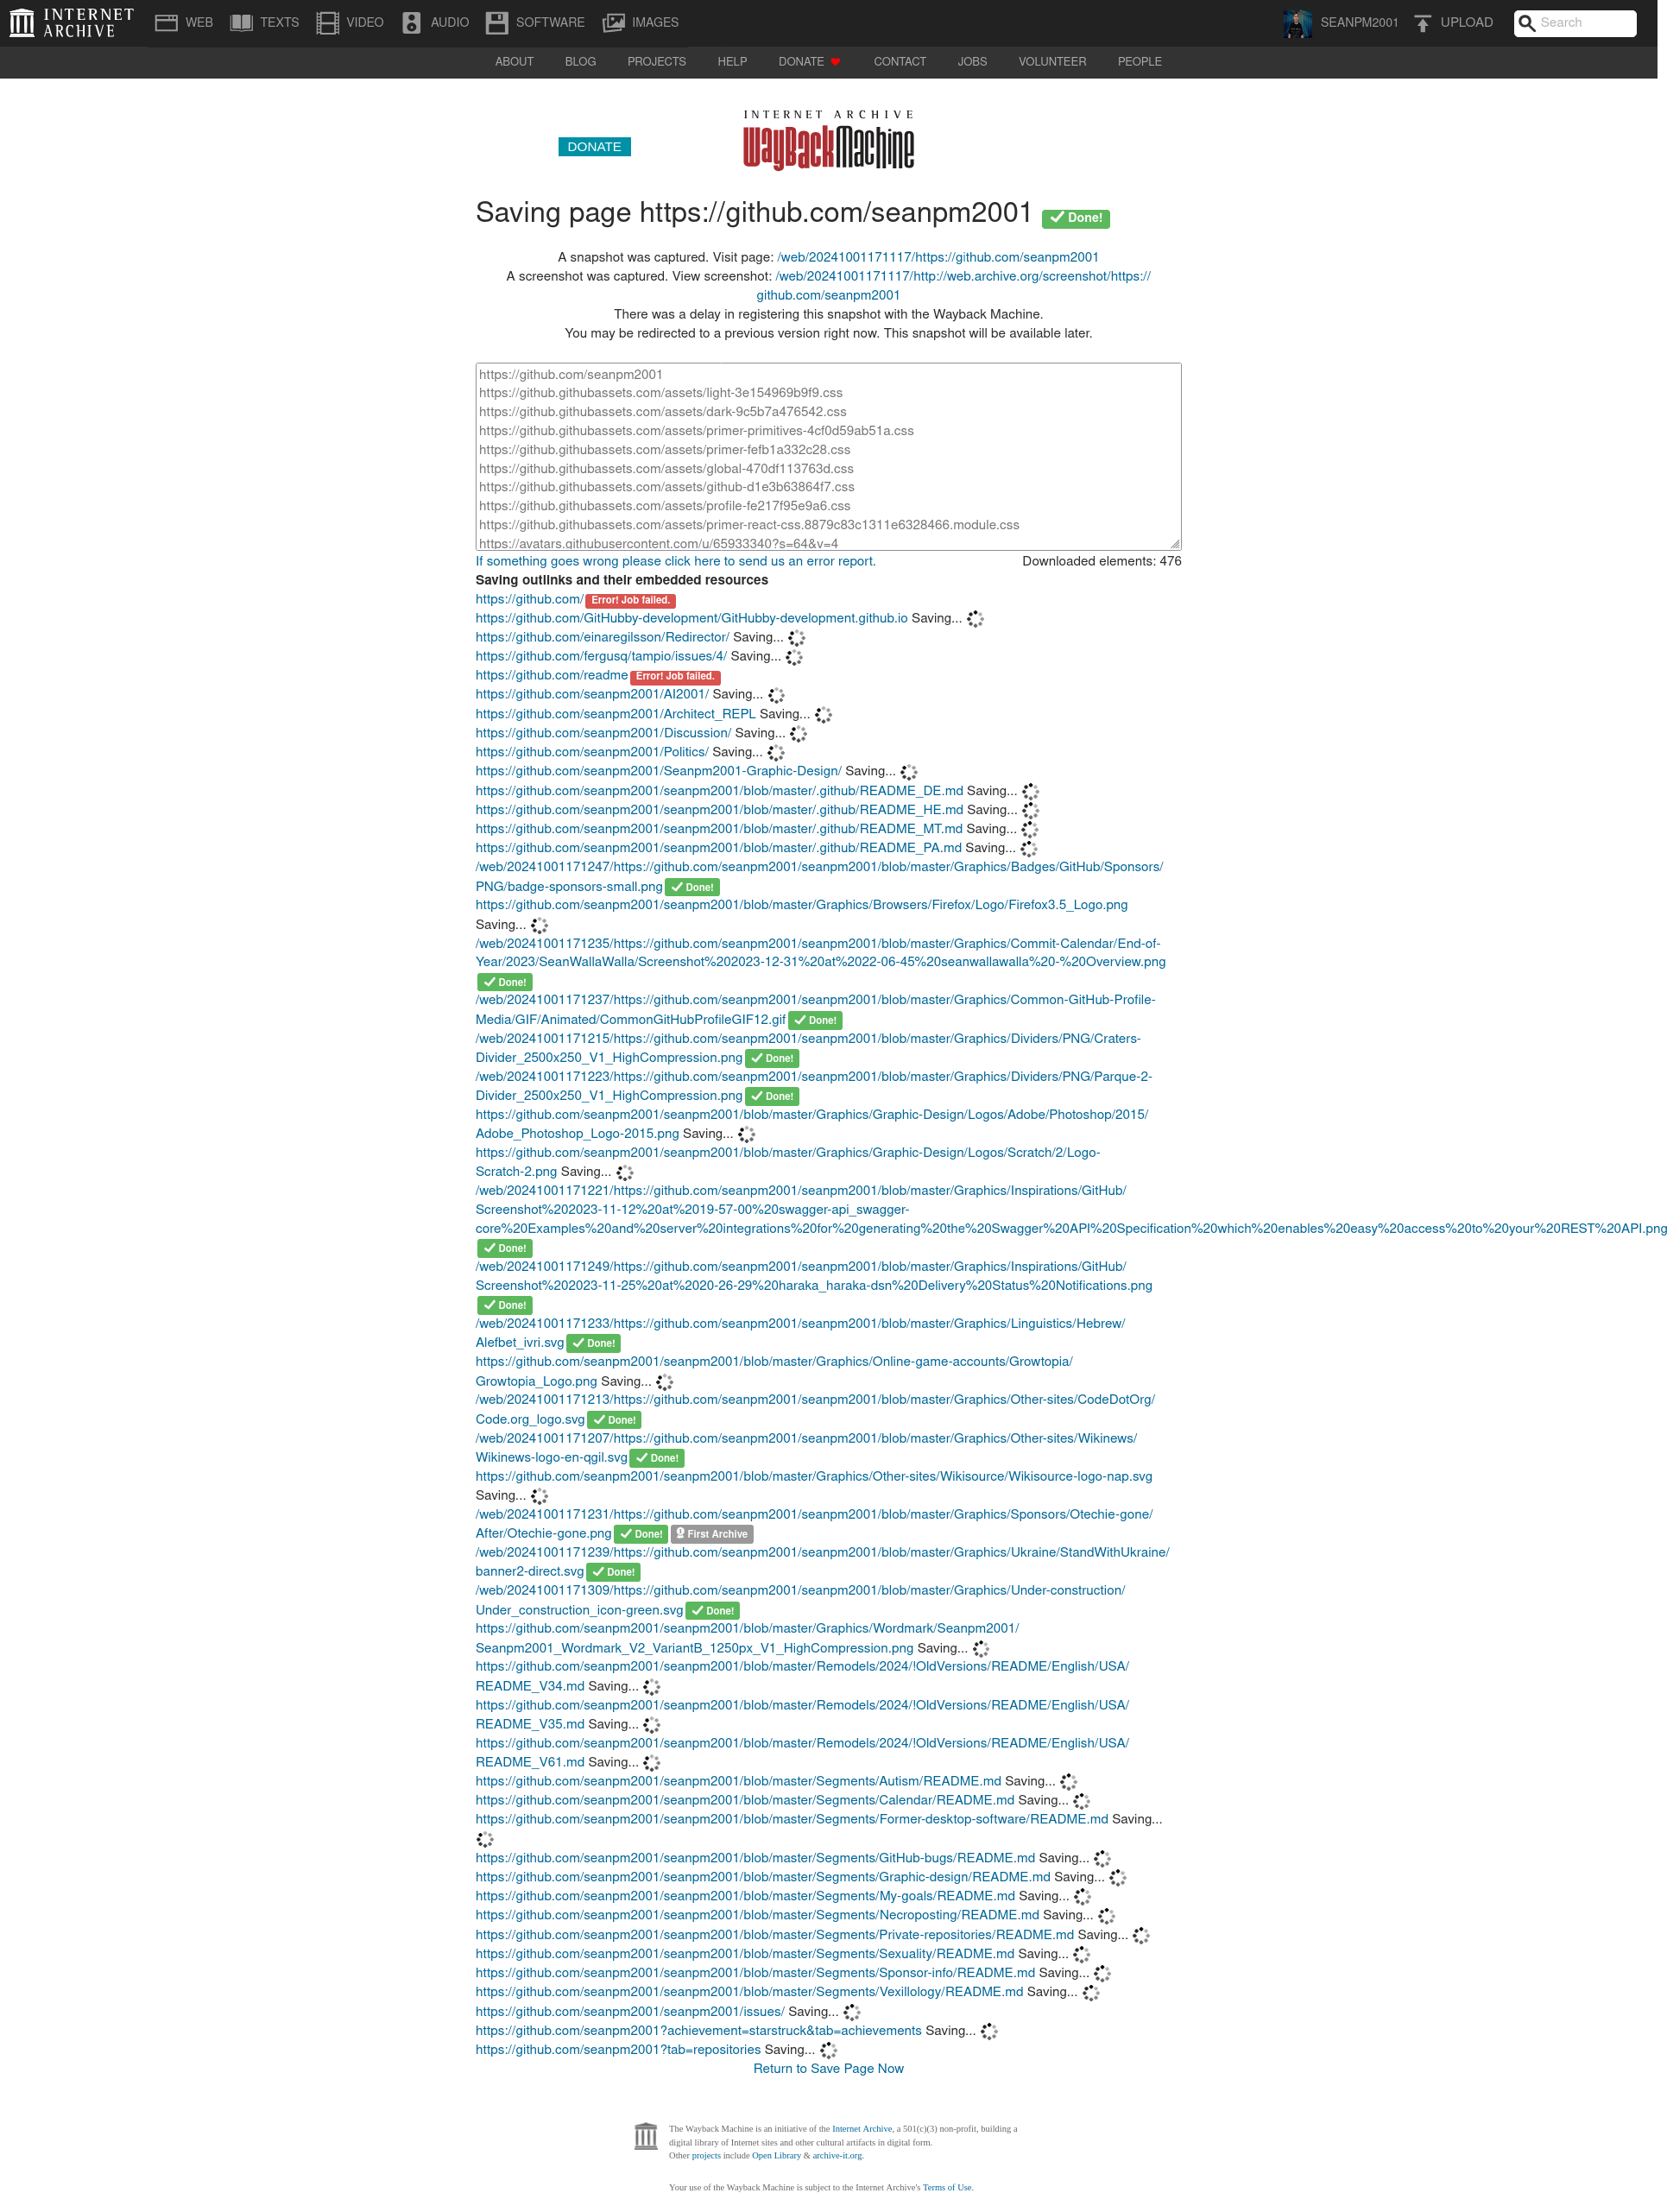 INTERNET ARCHIVE
WEB TEXTS VIDEO AUDIO SOFTWARE IMAGES SEANPM2001 UPLOAD Search
ABOUT BLOG PROJECTS HELP DONATE CONTACT JOBS VOLUNTEER PEOPLE
INTERNET ARCHIVE
DONATE WayBackMachine
Saving page https://github.com/seanpm2001 Done!
A snapshot was captured. Visit page: /web/20241001171117/https://github.com/seanpm2001
A screenshot was captured. View screenshot: /web/20241001171117/http://web.archive.org/screenshot/https://
github.com/seanpm2001
There was a delay in registering this snapshot with the Wayback Machine.
You may be redirected to a previous version right now. This snapshot will be available later.
https://github.com/seanpm2001
https://github.githubassets.com/assets/light-3e154969b9f9.css
https://github.githubassets.com/assets/dark-9c5b7a476542.css
https://github.githubassets.com/assets/primer-primitives-4cf0d59ab51a.css
https://github.githubassets.com/assets/primer-fefb1a332c28.css
https://github.githubassets.com/assets/global-470df113763d.css
https://github.githubassets.com/assets/github-d1e3b63864f7.css
https://github.githubassets.com/assets/profile-fe217f95e9a6.css
https://github.githubassets.com/assets/primer-react-css.8879c83c1311e6328466.module.css
https://avatars.githubusercontent.com/u/65933340?s=64&v=4
If something goes wrong please click here to send us an error report. Downloaded elements: 476
Saving outlinks and their embedded resources
https://github.com/ Error! Job failed.
https://github.com/GitHubby-development/GitHubby-development.github.io Saving...
https://github.com/einaregilsson/Redirector/ Saving...
https://github.com/fergusq/tampio/issues/4/ Saving...
https://github.com/readme Error! Job failed.
https://github.com/seanpm2001/AI2001/ Saving...
https://github.com/seanpm2001/Architect_REPL Saving...
https://github.com/seanpm2001/Discussion/ Saving...
https://github.com/seanpm2001/Politics/ Saving...
https://github.com/seanpm2001/Seanpm2001-Graphic-Design/ Saving...
https://github.com/seanpm2001/seanpm2001/blob/master/.github/README_DE.md Saving...
https://github.com/seanpm2001/seanpm2001/blob/master/.github/README_HE.md Saving...
https://github.com/seanpm2001/seanpm2001/blob/master/.github/README_MT.md Saving...
https://github.com/seanpm2001/seanpm2001/blob/master/.github/README_PA.md Saving...
/web/20241001171247/https://github.com/seanpm2001/seanpm2001/blob/master/Graphics/Badges/GitHub/Sponsors/
PNG/badge-sponsors-small.png Done!
https://github.com/seanpm2001/seanpm2001/blob/master/Graphics/Browsers/Firefox/Logo/Firefox3.5_Logo.png
Saving...
/web/20241001171235/https://github.com/seanpm2001/seanpm2001/blob/master/Graphics/Commit-Calendar/End-of-
Year/2023/SeanWallaWalla/Screenshot%202023-12-31%20at%2022-06-45%20seanwallawalla%20-%20Overview.png
Done!
/web/20241001171237/https://github.com/seanpm2001/seanpm2001/blob/master/Graphics/Common-GitHub-Profile-
Media/GIF/Animated/CommonGitHubProfileGIF12.gif Done!
/web/20241001171215/https://github.com/seanpm2001/seanpm2001/blob/master/Graphics/Dividers/PNG/Craters-
Divider_2500x250_V1_HighCompression.png Done!
/web/20241001171223/https://github.com/seanpm2001/seanpm2001/blob/master/Graphics/Dividers/PNG/Parque-2-
Divider_2500x250_V1_HighCompression.png Done!
https://github.com/seanpm2001/seanpm2001/blob/master/Graphics/Graphic-Design/Logos/Adobe/Photoshop/2015/
Adobe_Photoshop_Logo-2015.png Saving...
https://github.com/seanpm2001/seanpm2001/blob/master/Graphics/Graphic-Design/Logos/Scratch/2/Logo-
Scratch-2.png Saving...
/web/20241001171221/https://github.com/seanpm2001/seanpm2001/blob/master/Graphics/Inspirations/GitHub/
Screenshot%202023-11-12%20at%2019-57-00%20swagger-api_swagger-
core%20Examples%20and%20server%20integrations%20for%20generating%20the%20Swagger%20API%20Specification%20which%20enables%20easy%20access%20to%20your%20REST%20API.png
Done!
/web/20241001171249/https://github.com/seanpm2001/seanpm2001/blob/master/Graphics/Inspirations/GitHub/
Screenshot%202023-11-25%20at%2020-26-29%20haraka_haraka-dsn%20Delivery%20Status%20Notifications.png
Done!
/web/20241001171233/https://github.com/seanpm2001/seanpm2001/blob/master/Graphics/Linguistics/Hebrew/
Alefbet_ivri.svg Done!
https://github.com/seanpm2001/seanpm2001/blob/master/Graphics/Online-game-accounts/Growtopia/
Growtopia_Logo.png Saving...
/web/20241001171213/https://github.com/seanpm2001/seanpm2001/blob/master/Graphics/Other-sites/CodeDotOrg/
Code.org_logo.svg Done!
/web/20241001171207/https://github.com/seanpm2001/seanpm2001/blob/master/Graphics/Other-sites/Wikinews/
Wikinews-logo-en-qgil.svg Done!
https://github.com/seanpm2001/seanpm2001/blob/master/Graphics/Other-sites/Wikisource/Wikisource-logo-nap.svg
Saving...
/web/20241001171231/https://github.com/seanpm2001/seanpm2001/blob/master/Graphics/Sponsors/Otechie-gone/
After/Otechie-gone.png Done! First Archive
/web/20241001171239/https://github.com/seanpm2001/seanpm2001/blob/master/Graphics/Ukraine/StandWithUkraine/
banner2-direct.svg Done!
/web/20241001171309/https://github.com/seanpm2001/seanpm2001/blob/master/Graphics/Under-construction/
Under_construction_icon-green.svg Done!
https://github.com/seanpm2001/seanpm2001/blob/master/Graphics/Wordmark/Seanpm2001/
Seanpm2001_Wordmark_V2_VariantB_1250px_V1_HighCompression.png Saving...
https://github.com/seanpm2001/seanpm2001/blob/master/Remodels/2024/!OldVersions/README/English/USA/
README_V34.md Saving...
https://github.com/seanpm2001/seanpm2001/blob/master/Remodels/2024/!OldVersions/README/English/USA/
README_V35.md Saving...
https://github.com/seanpm2001/seanpm2001/blob/master/Remodels/2024/!OldVersions/README/English/USA/
README_V61.md Saving...
https://github.com/seanpm2001/seanpm2001/blob/master/Segments/Autism/README.md Saving...
https://github.com/seanpm2001/seanpm2001/blob/master/Segments/Calendar/README.md Saving...
https://github.com/seanpm2001/seanpm2001/blob/master/Segments/Former-desktop-software/README.md Saving...
https://github.com/seanpm2001/seanpm2001/blob/master/Segments/GitHub-bugs/README.md Saving...
https://github.com/seanpm2001/seanpm2001/blob/master/Segments/Graphic-design/README.md Saving...
https://github.com/seanpm2001/seanpm2001/blob/master/Segments/My-goals/README.md Saving...
https://github.com/seanpm2001/seanpm2001/blob/master/Segments/Necroposting/README.md Saving...
https://github.com/seanpm2001/seanpm2001/blob/master/Segments/Private-repositories/README.md Saving...
https://github.com/seanpm2001/seanpm2001/blob/master/Segments/Sexuality/README.md Saving...
https://github.com/seanpm2001/seanpm2001/blob/master/Segments/Sponsor-info/README.md Saving...
https://github.com/seanpm2001/seanpm2001/blob/master/Segments/Vexillology/README.md Saving...
https://github.com/seanpm2001/seanpm2001/issues/ Saving...
https://github.com/seanpm2001?achievement=starstruck&tab=achievements Saving...
https://github.com/seanpm2001?tab=repositories Saving...
Return to Save Page Now
The Wayback Machine is an initiative of the Internet Archive, a 501(c)(3) non-profit, building a
digital library of Internet sites and other cultural artifacts in digital form.
Other projects include Open Library & archive-it.org.
Your use of the Wayback Machine is subject to the Internet Archive's Terms of Use.